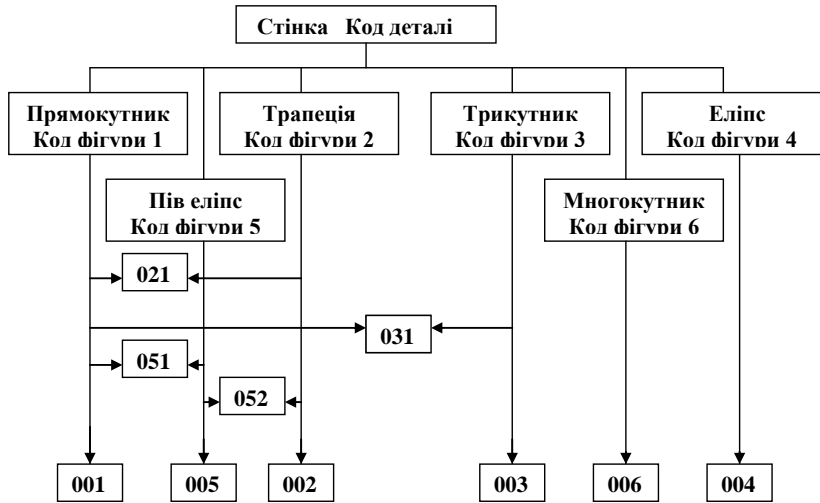 Стінка Код деталі
Прямокутник
Код фігури 1
Трапеція
Код фігури 2
Трикутник
Код фігури 3
Еліпс
Код фігури 4
Пів еліпс
Код фігури 5
Многокутник
Код фігури 6
021
031
051
052
001
005
002
003
006
004